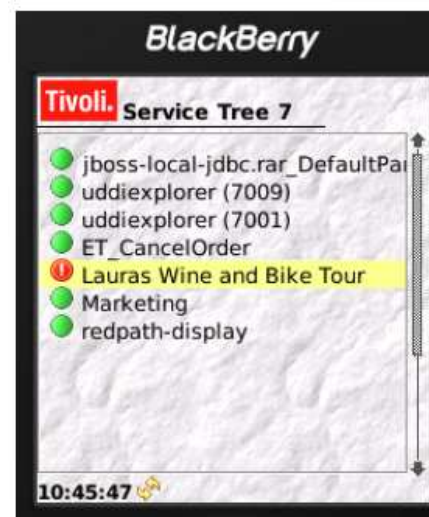 BlackBerry
Tivoli. Service Tree 7
jboss-local-jdbc.rar_DefaultPar
uddiexplorer (7009)
uddiexplorer (7001)
ET_CancelOrder
Lauras Wine and Bike Tour
Marketing
redpath-display
10:45:47